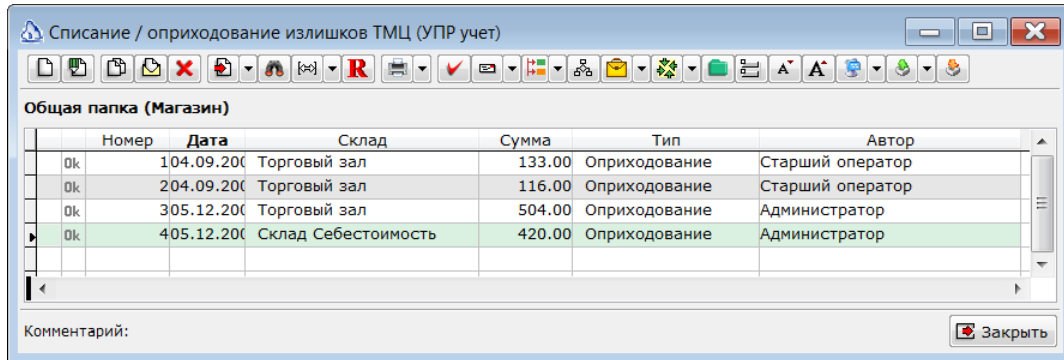 Списание / оприходование излишков ТМЦ (УПР учет)
Общая папка (Магазин)
Номер Дата Склад Сумма Тип Автор
Ok 1 04.09.200 Торговый зал 133.00 Оприходование Старший оператор
Ok 2 04.09.200 Торговый зал 116.00 Оприходование Старший оператор
Ok 3 05.12.200 Торговый зал 504.00 Оприходование Администратор
Ok 4 05.12.200 Склад Себестоимость 420.00 Оприходование Администратор
Комментарий:
Закрыть